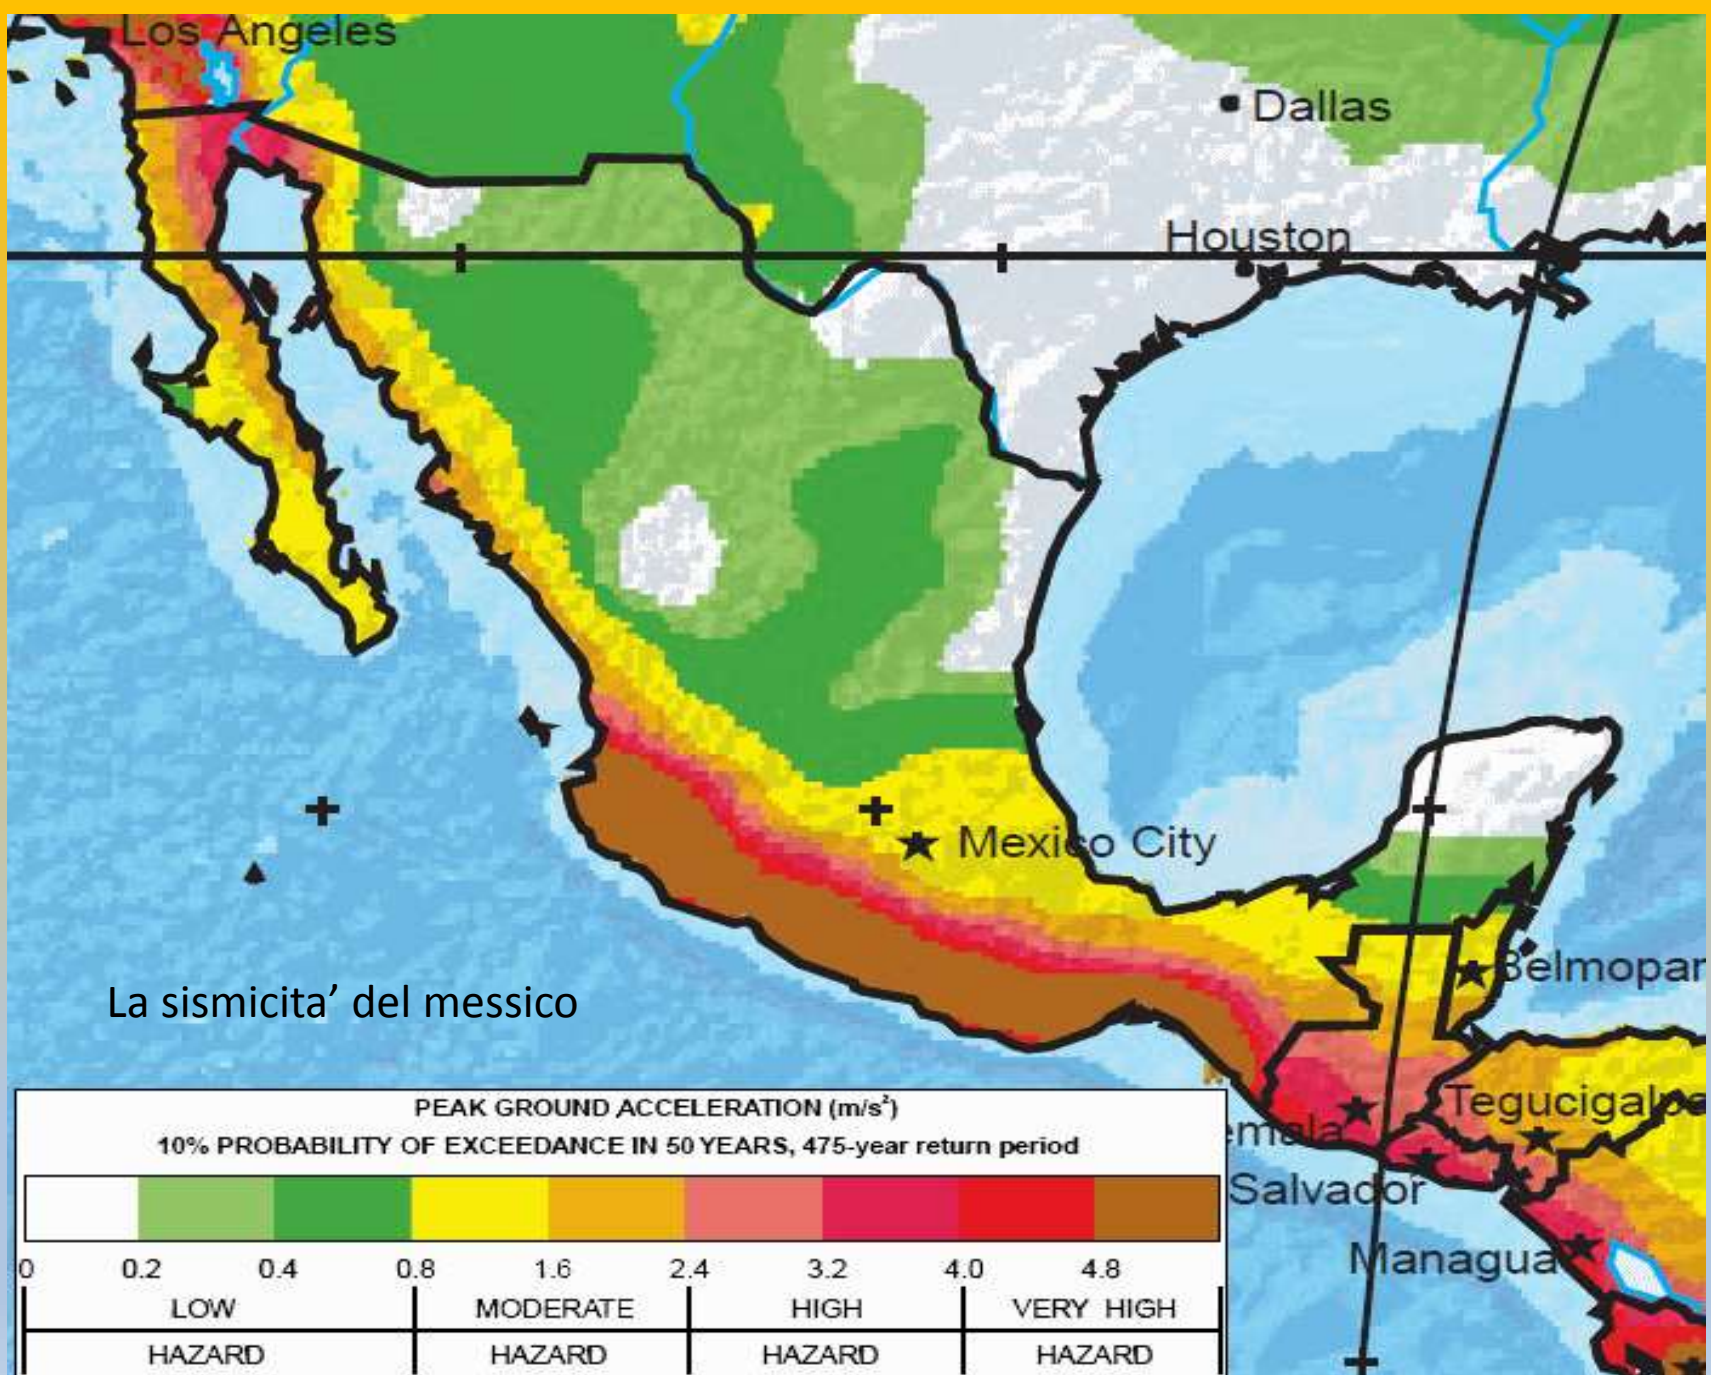 Los Angeles
Dallas
Houston
Mexico City
Belmopar
La sismicita’ del messico
Tegucigalpa
emala
Salvador
Managua
PEAK GROUND ACCELERATION (m/s²)
10% PROBABILITY OF EXCEEDANCE IN 50 YEARS, 475-year return period
0 0.2 0.4 0.8 1.6 2.4 3.2 4.0 4.8
LOW MODERATE HIGH VERY HIGH
HAZARD HAZARD HAZARD HAZARD